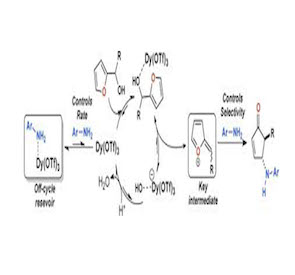 R
OH
O
Dy(OTf)₃
HO
R
O
Controls
Rate
Ar–NH₂
Controls
Selectivity
Ar–NH₂
O
R
Ar
NH₂
Dy(OTf)₃
Off-cycle
resevoir
Dy(OTf)₃
H₂O
H⁺
HO
Dy(OTf)₃
⊖
O
⊕
R
Key
intermediate
N
Ar
H